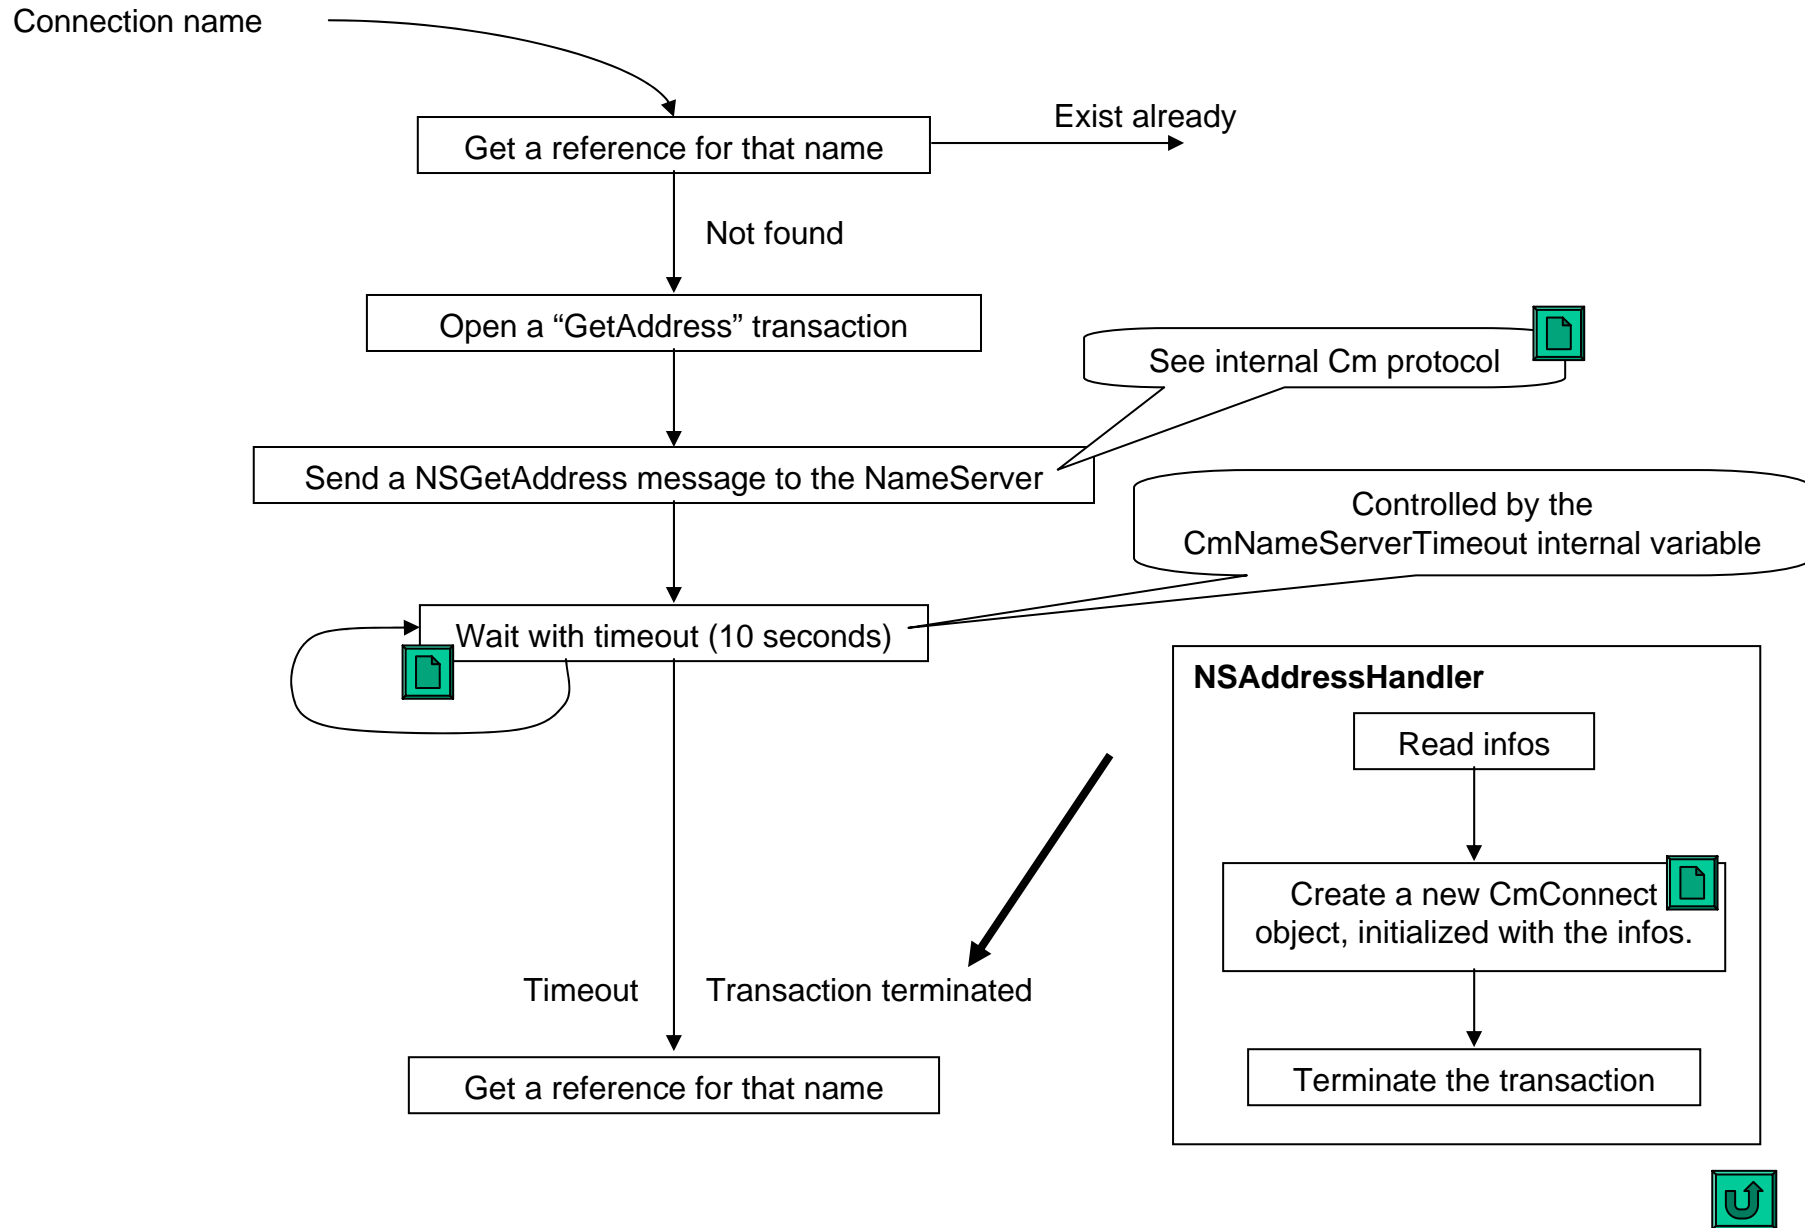 Connection name
Exist already
Get a reference for that name
Not found
Open a “GetAddress” transaction
See internal Cm protocol
Send a NSGetAddress message to the NameServer
Controlled by the
CmNameServerTimeout internal variable
Wait with timeout (10 seconds)
NSAddressHandler
Read infos
Create a new CmConnect
object, initialized with the infos.
Timeout
Transaction terminated
Get a reference for that name
Terminate the transaction